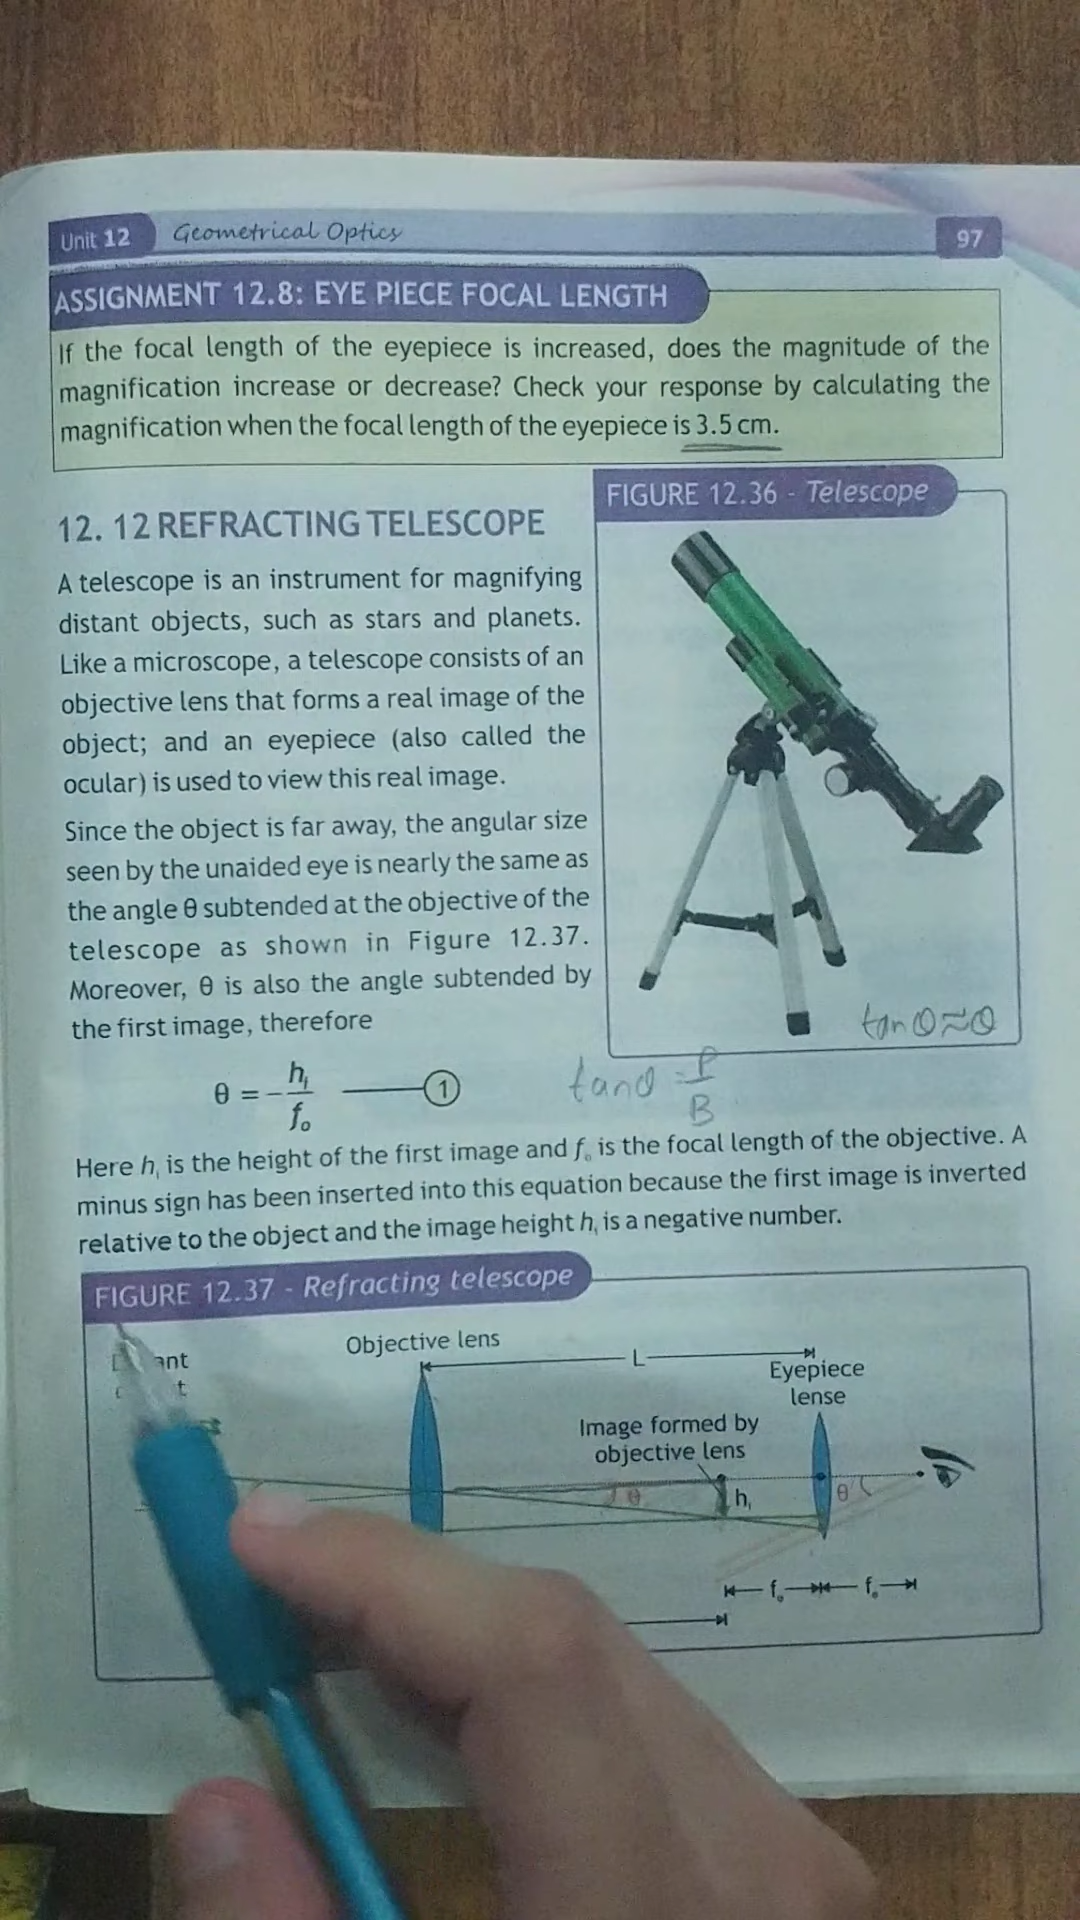 Unit 12 Geometrical Optics 97
ASSIGNMENT 12.8: EYE PIECE FOCAL LENGTH
If the focal length of the eyepiece is increased, does the magnitude of the
magnification increase or decrease? Check your response by calculating the
magnification when the focal length of the eyepiece is 3.5 cm.
FIGURE 12.36 - Telescope
12. 12 REFRACTING TELESCOPE
A telescope is an instrument for magnifying
distant objects, such as stars and planets.
Like a microscope, a telescope consists of an
objective lens that forms a real image of the
object; and an eyepiece (also called the
ocular) is used to view this real image.
Since the object is far away, the angular size
seen by the unaided eye is nearly the same as
the angle θ subtended at the objective of the
telescope as shown in Figure 12.37.
Moreover, θ is also the angle subtended by
the first image, therefore
tanθ≈θ
θ = -hᵢ/fₒ ① 
tanθ = P/B
Here hᵢ is the height of the first image and fₒ is the focal length of the objective. A
minus sign has been inserted into this equation because the first image is inverted
relative to the object and the image height hᵢ is a negative number.
FIGURE 12.37 - Refracting telescope
Objective lens
L
Eyepiece
lense
Image formed by
objective lens
θ
hᵢ
θ'
fₒ fₒ